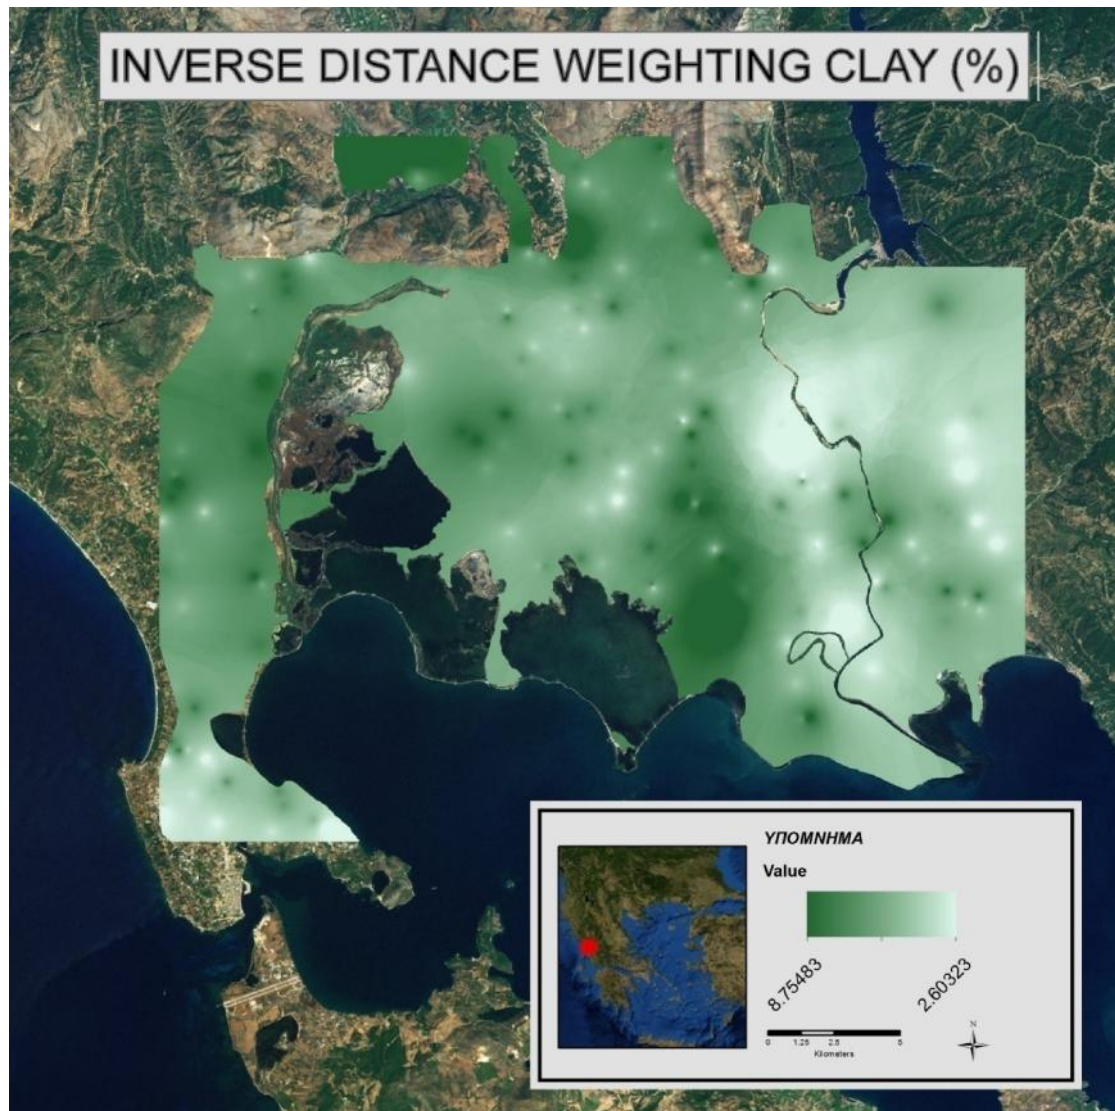 INVERSE DISTANCE WEIGHTING CLAY (%)
ΥΠΟΜΝΗΜΑ
Value
8.75483
2.60323
N
0 1.25 2.5 5
Kilometers